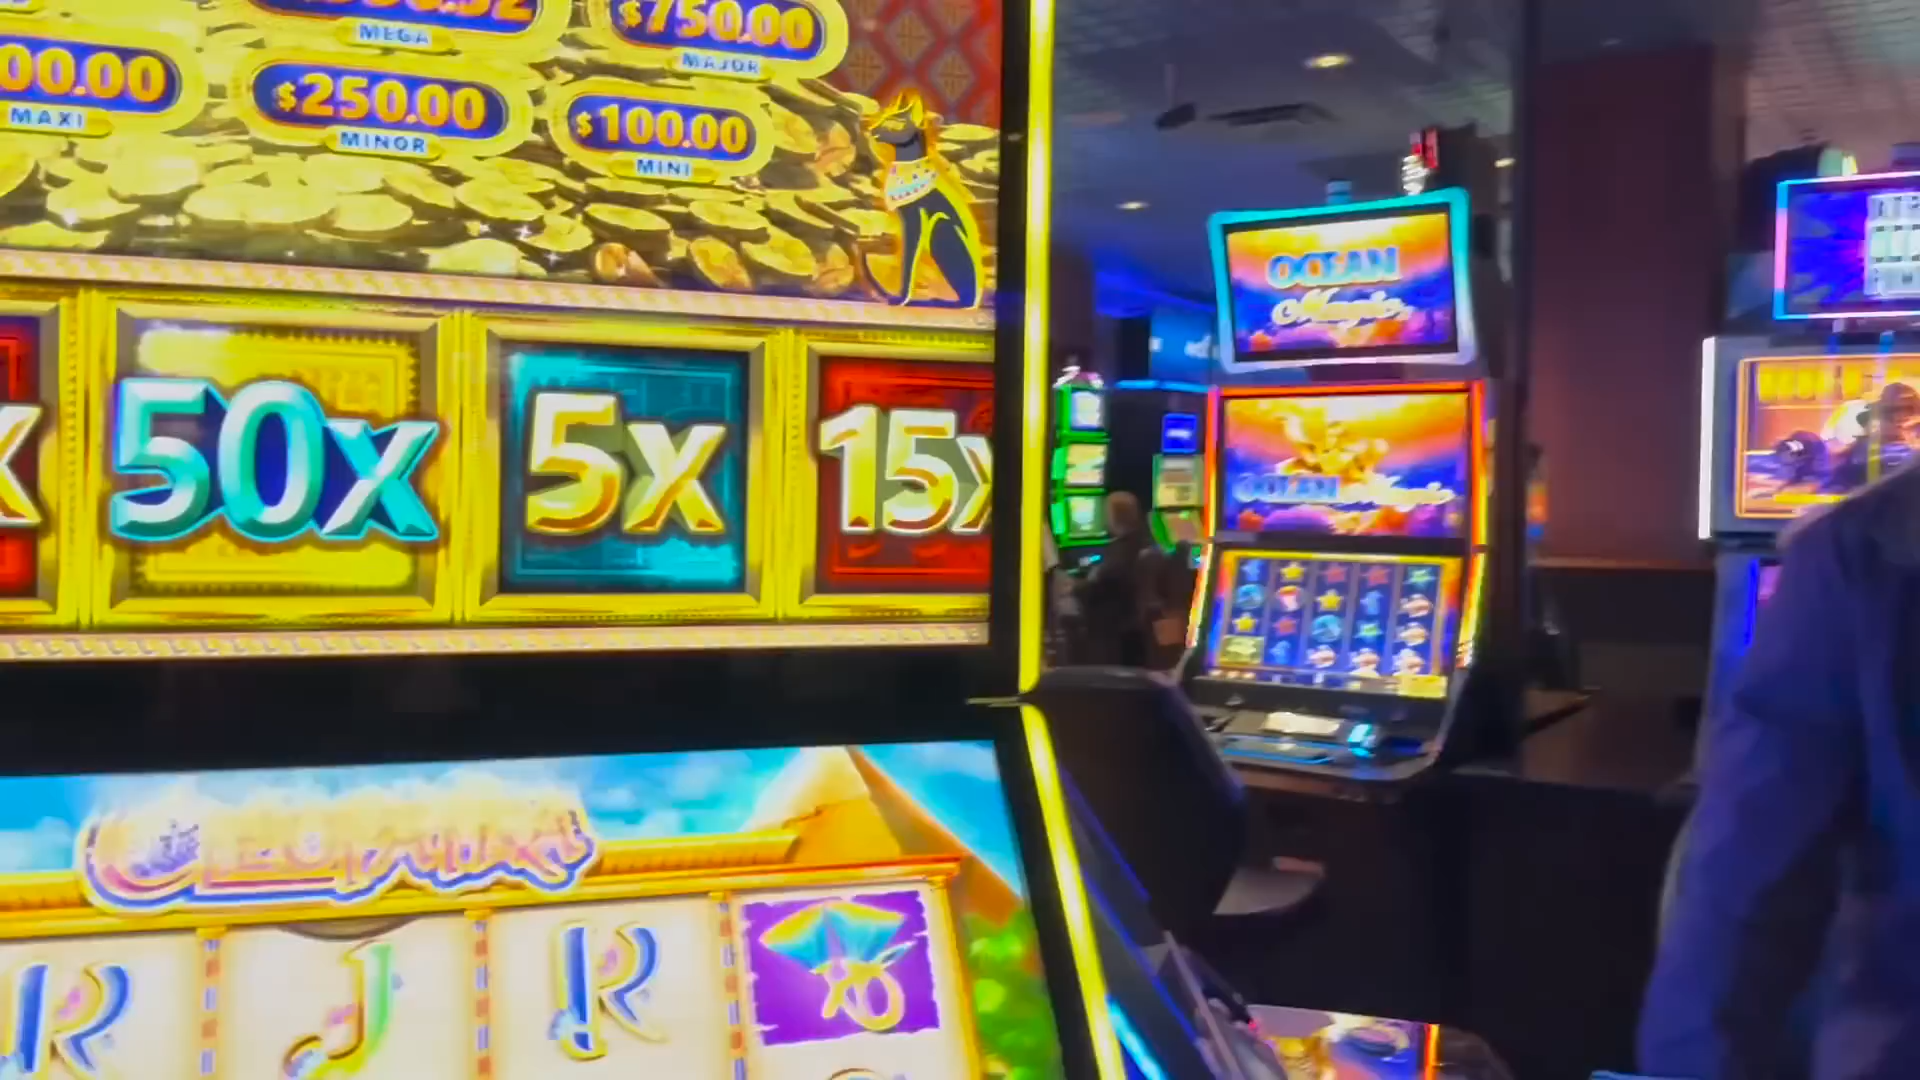 MEGA
$750.00
MAJOR
00.00
MAXI
$250.00
MINOR
$100.00
MINI
50x
5x
15x
OCEAN
Magic
OCEAN Magic
CLEOPATRA
K
J
K